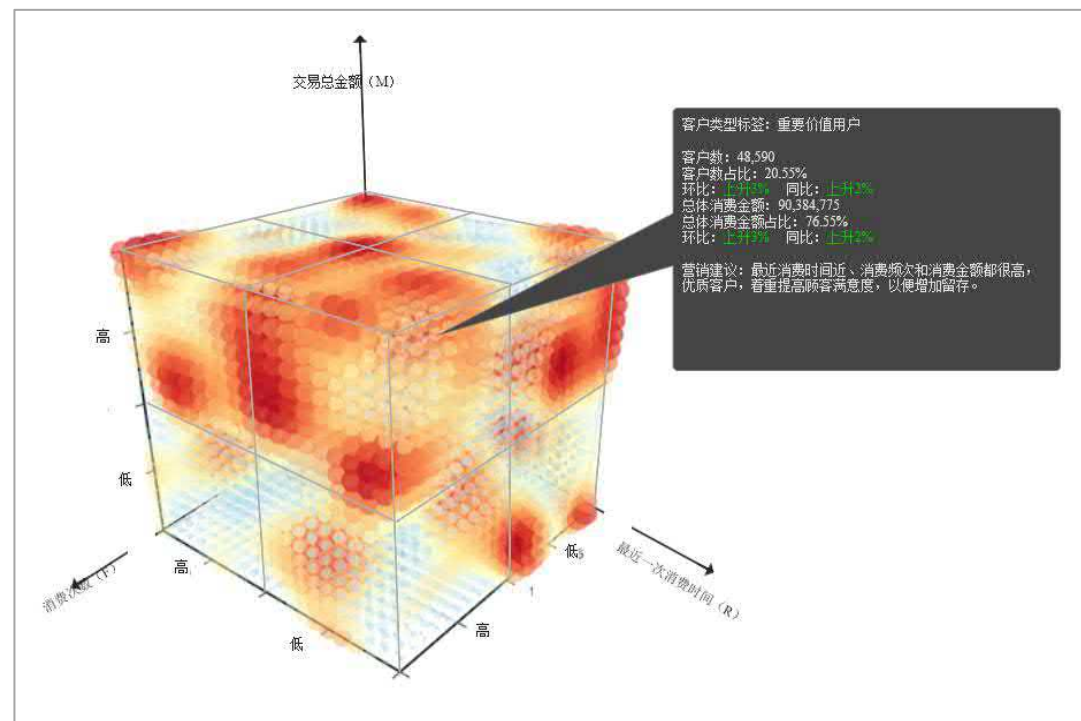 交易总金额（M）
客户类型标签：重要价值用户
客户数：48,590
客户数占比：20.55%
环比：上升3% 同比：上升2%
总体消费金额：90,384,775
总体消费金额占比：76.55%
环比：上升3% 同比：上升2%
营销建议：最近消费时间近、消费频次和消费金额都很高，
优质客户，着重提高顾客满意度，以便增加留存。
高
低
消费次数（F）
高
低
高
1
低
最近一次消费时间（R）